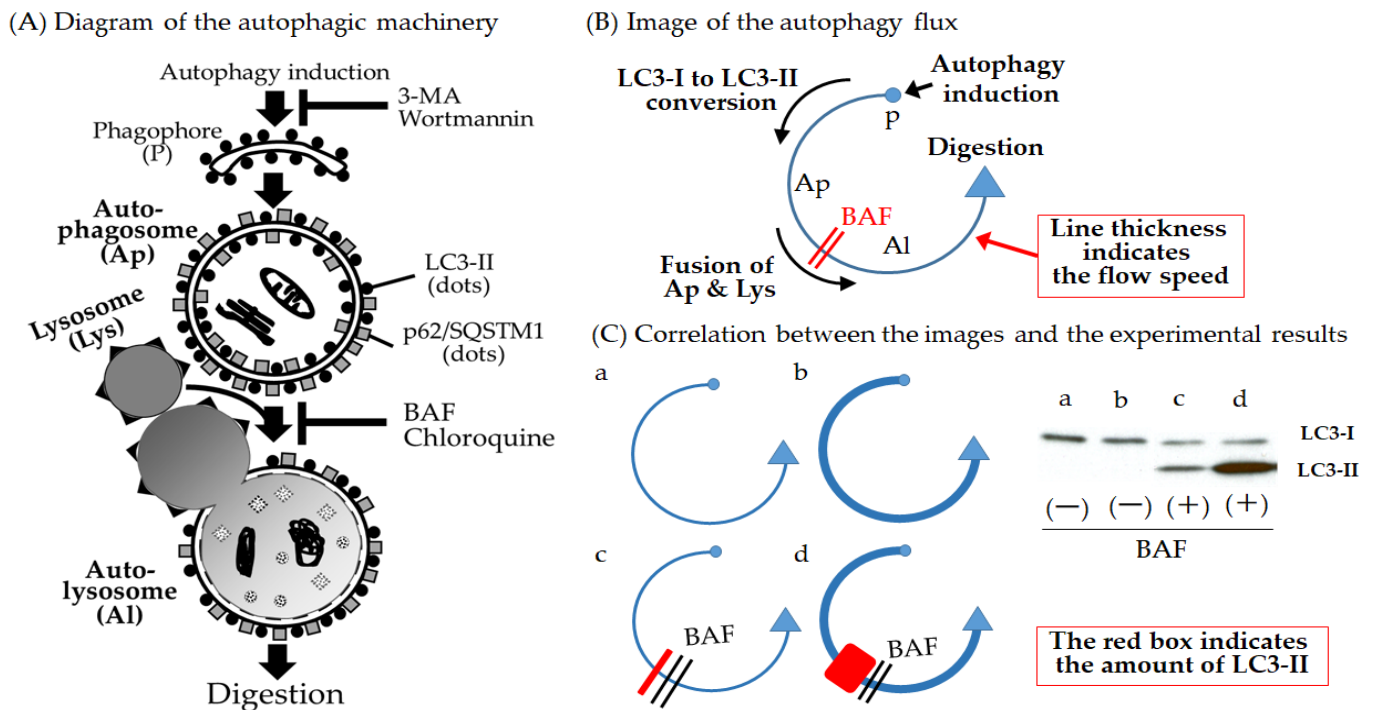 (A) Diagram of the autophagic machinery
Autophagy induction
3-MA
Wortmannin
Phagophore
(P)
Auto-
phagosome
(Ap)
LC3-II
(dots)
Lysosome
(Lys)
p62/SQSTM1
(dots)
BAF
Chloroquine
Auto-
lysosome
(Al)
Digestion
(B) Image of the autophagy flux
LC3-I to LC3-II
conversion
Autophagy
induction
p
Digestion
Ap
BAF
Al
Fusion of
Ap & Lys
Line thickness
indicates
the flow speed
(C) Correlation between the images and the experimental results
a
b
c
BAF
d
BAF
a b c d
LC3-I
LC3-II
(−) (−) (+) (+)
BAF
The red box indicates
the amount of LC3-II